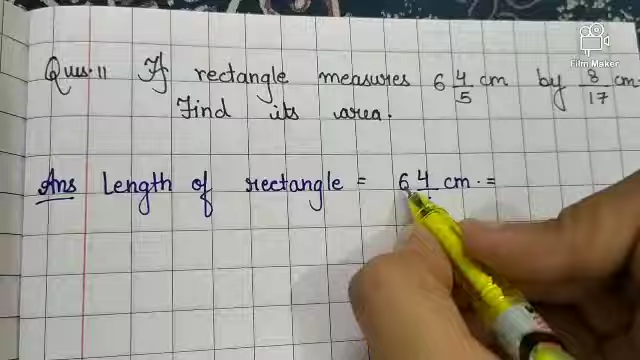 Film Maker
Ques.11 If rectangle measures 6 4/5 cm by 8/17 cm.
Find its area.
Ans Length of rectangle = 6 4 cm. =